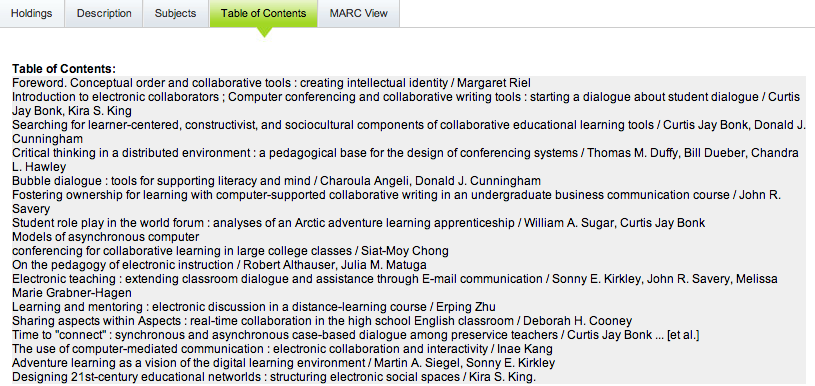 Holdings Description Subjects Table of Contents MARC View
Table of Contents:
Foreword. Conceptual order and collaborative tools : creating intellectual identity / Margaret Riel
Introduction to electronic collaborators ; Computer conferencing and collaborative writing tools : starting a dialogue about student dialogue / Curtis
Jay Bonk, Kira S. King
Searching for learner-centered, constructivist, and sociocultural components of collaborative educational learning tools / Curtis Jay Bonk, Donald J.
Cunningham
Critical thinking in a distributed environment : a pedagogical base for the design of conferencing systems / Thomas M. Duffy, Bill Dueber, Chandra
L. Hawley
Bubble dialogue : tools for supporting literacy and mind / Charoula Angeli, Donald J. Cunningham
Fostering ownership for learning with computer-supported collaborative writing in an undergraduate business communication course / John R.
Savery
Student role play in the world forum : analyses of an Arctic adventure learning apprenticeship / William A. Sugar, Curtis Jay Bonk
Models of asynchronous computer
conferencing for collaborative learning in large college classes / Siat-Moy Chong
On the pedagogy of electronic instruction / Robert Althauser, Julia M. Matuga
Electronic teaching : extending classroom dialogue and assistance through E-mail communication / Sonny E. Kirkley, John R. Savery, Melissa
Marie Grabner-Hagen
Learning and mentoring : electronic discussion in a distance-learning course / Erping Zhu
Sharing aspects within Aspects : real-time collaboration in the high school English classroom / Deborah H. Cooney
Time to "connect" : synchronous and asynchronous case-based dialogue among preservice teachers / Curtis Jay Bonk ... [et al.]
The use of computer-mediated communication : electronic collaboration and interactivity / Inae Kang
Adventure learning as a vision of the digital learning environment / Martin A. Siegel, Sonny E. Kirkley
Designing 21st-century educational networlds : structuring electronic social spaces / Kira S. King.